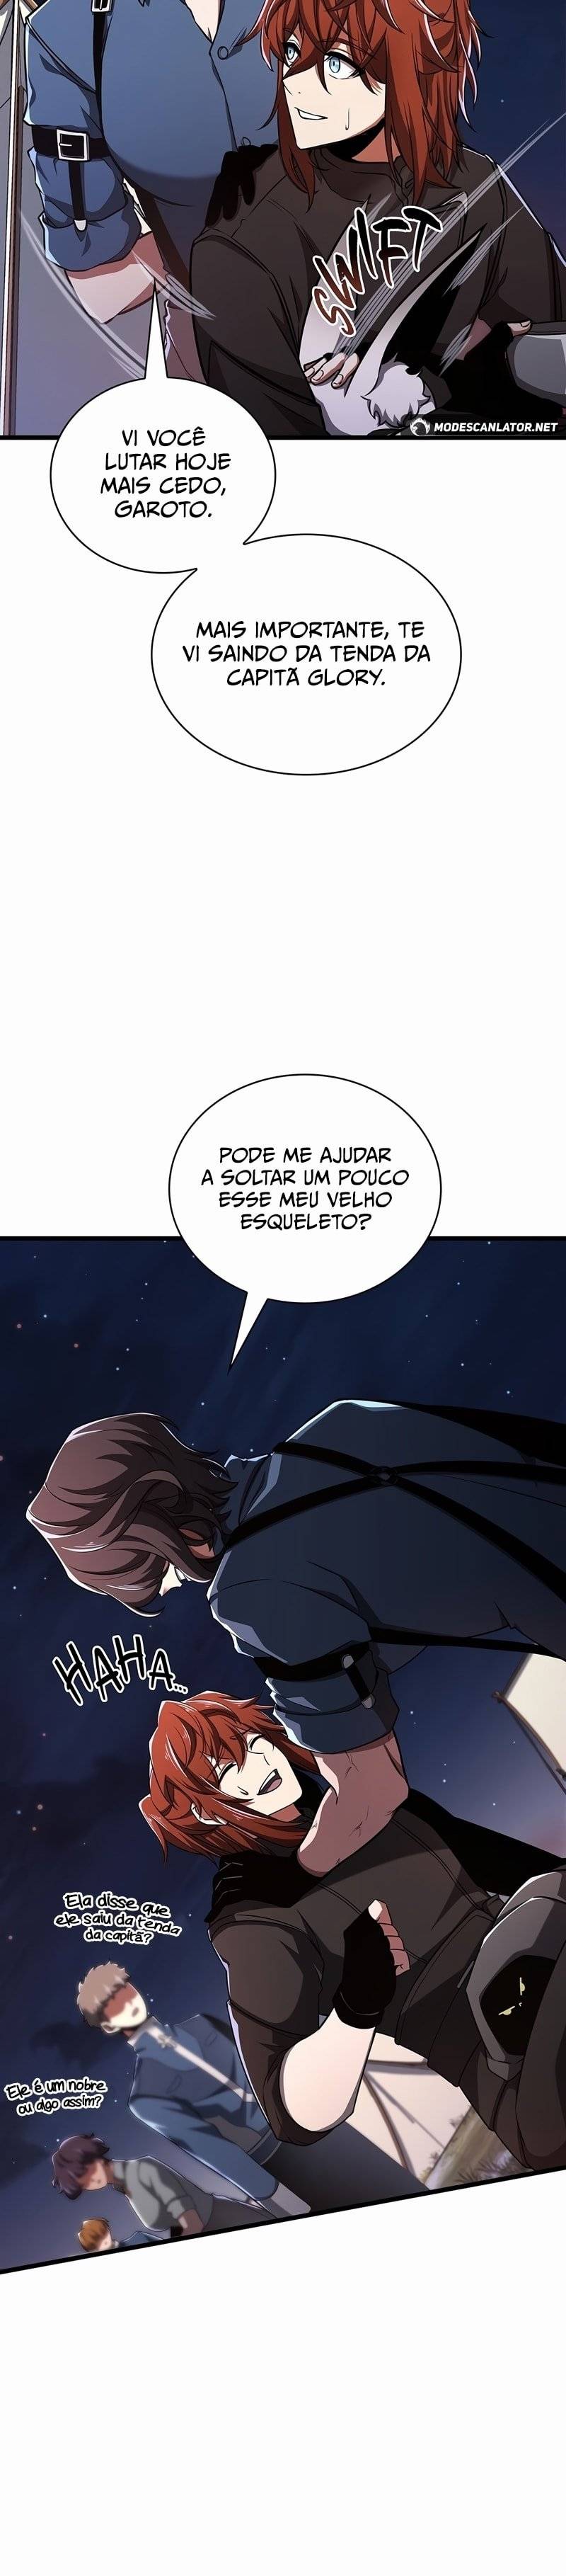 SWIFT
MODESCANLATOR.NET
VI VOCÊ
LUTAR HOJE
MAIS CEDO,
GAROTO.
MAIS IMPORTANTE, TE
VI SAINDO DA TENDA DA
CAPITÃ GLORY.
PODE ME AJUDAR
A SOLTAR UM POUCO
ESSE MEU VELHO
ESQUELETO?
HAHA...
Ela disse que
ele saiu da tenda
da capitã?
Ele é um nobre
ou algo assim?